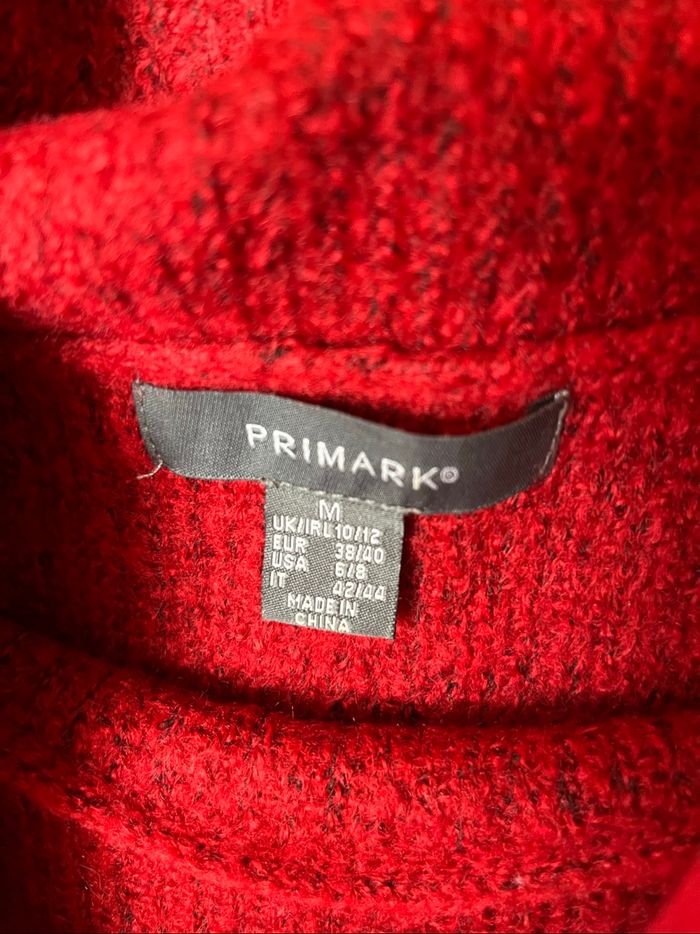 PRIMARK®
M
UK/IRL 10/12
EUR 38/40
USA 6/8
IT 42/44
MADE IN
CHINA